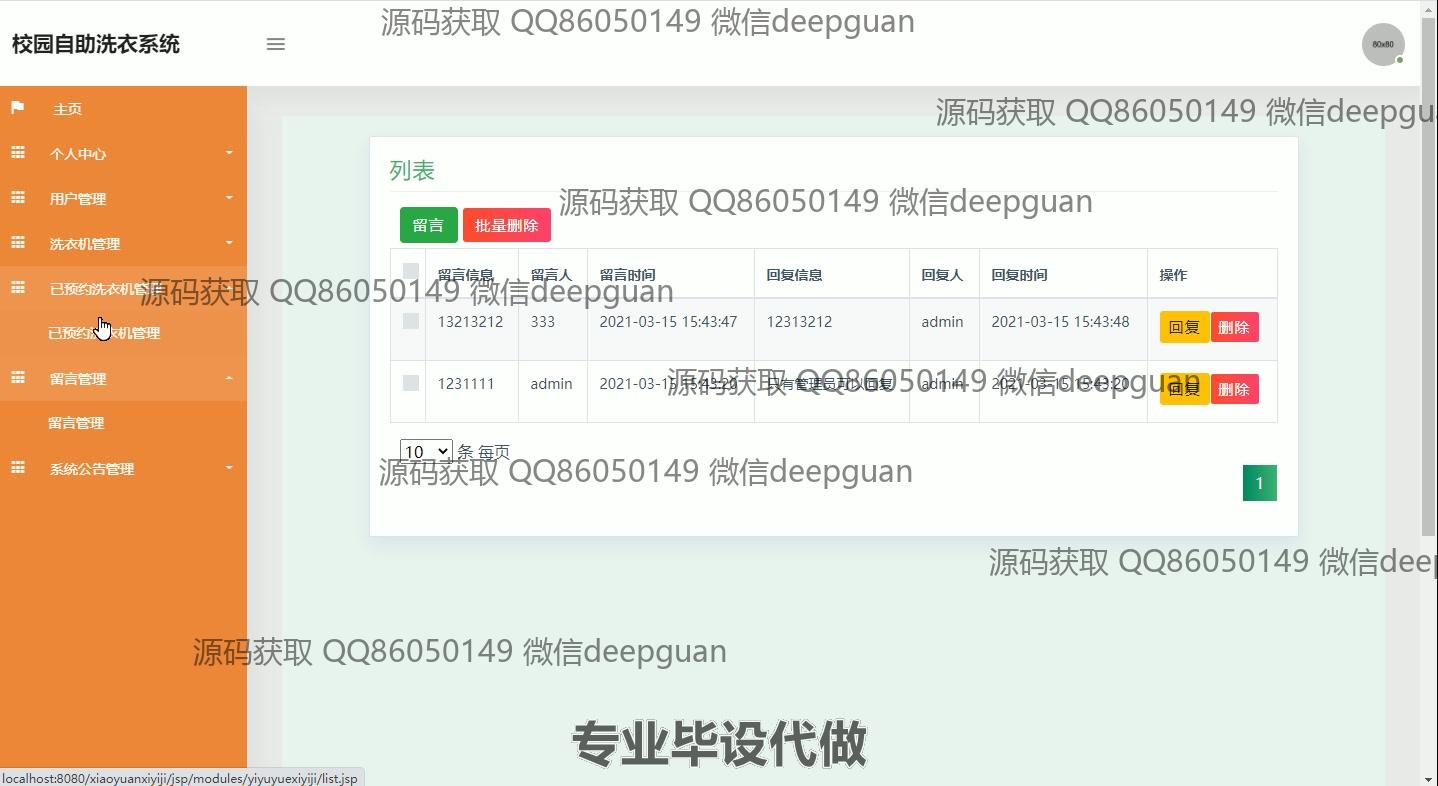 源码获取 QQ86050149 微信deepguan
校园自助洗衣系统
80x80
源码获取 QQ86050149 微信deepgu
主页
个人中心
用户管理
洗衣机管理
已预约洗衣机管理
已预约洗衣机管理
留言管理
留言管理
系统公告管理
列表
源码获取 QQ86050149 微信deepguan
留言 批量删除
源码获取 QQ86050149 微信deepguan
留言信息 留言人 留言时间 回复信息 回复人 回复时间 操作
13213212 333 2021-03-15 15:43:47 12313212 admin 2021-03-15 15:43:48 回复 删除
源码获取 QQ86050149 微信deepguan
1231111 admin 2021-03-15 15:43:20 只有管理员可以回复 admin 2021-03-15 15:43:20 回复 删除
10 条 每页
源码获取 QQ86050149 微信deepguan
1
源码获取 QQ86050149 微信deep
源码获取 QQ86050149 微信deepguan
专业毕设代做
localhost:8080/xiaoyuanxiyiji/jsp/modules/yiyuyuexiyiji/list.jsp